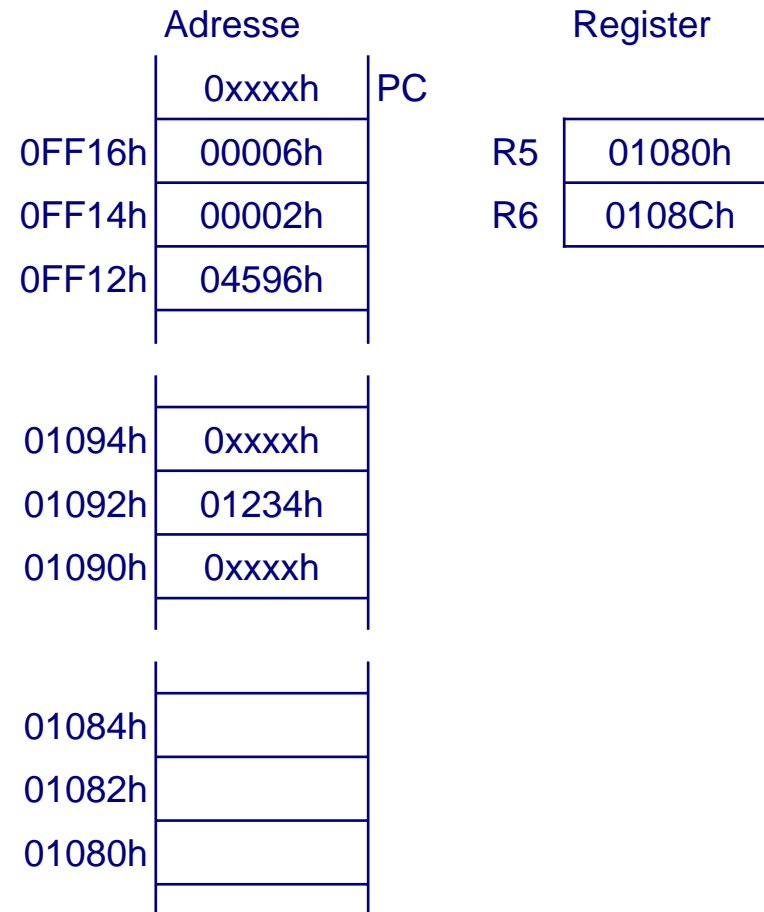 Adresse Register
0xxxxh PC
0FF16h 00006h R5 01080h
0FF14h 00002h R6 0108Ch
0FF12h 04596h
01094h 0xxxxh
01092h 01234h
01090h 0xxxxh
01084h
01082h
01080h